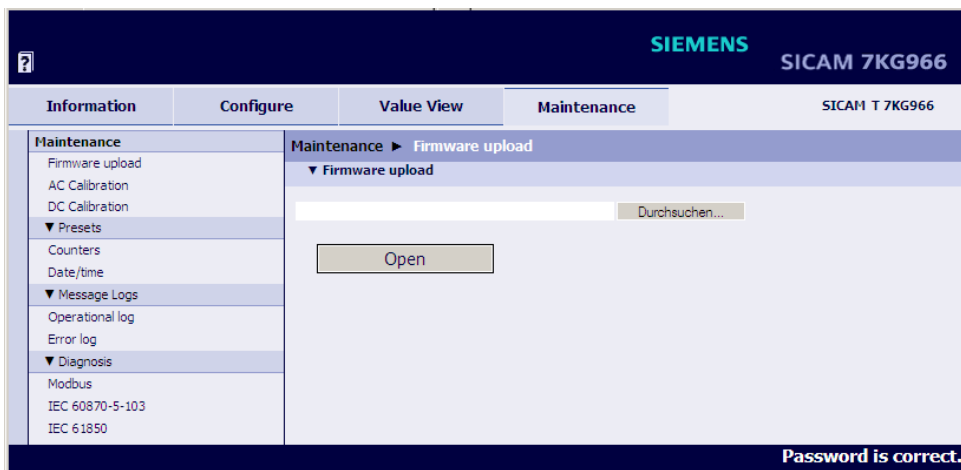 ?
SIEMENS
SICAM 7KG966
Information
Configure
Value View
Maintenance
SICAM T 7KG966
Maintenance
Firmware upload
AC Calibration
DC Calibration
▼ Presets
Counters
Date/time
▼ Message Logs
Operational log
Error log
▼ Diagnosis
Modbus
IEC 60870-5-103
IEC 61850
Maintenance ► Firmware upload
▼ Firmware upload
Durchsuchen...
Open
Password is correct.